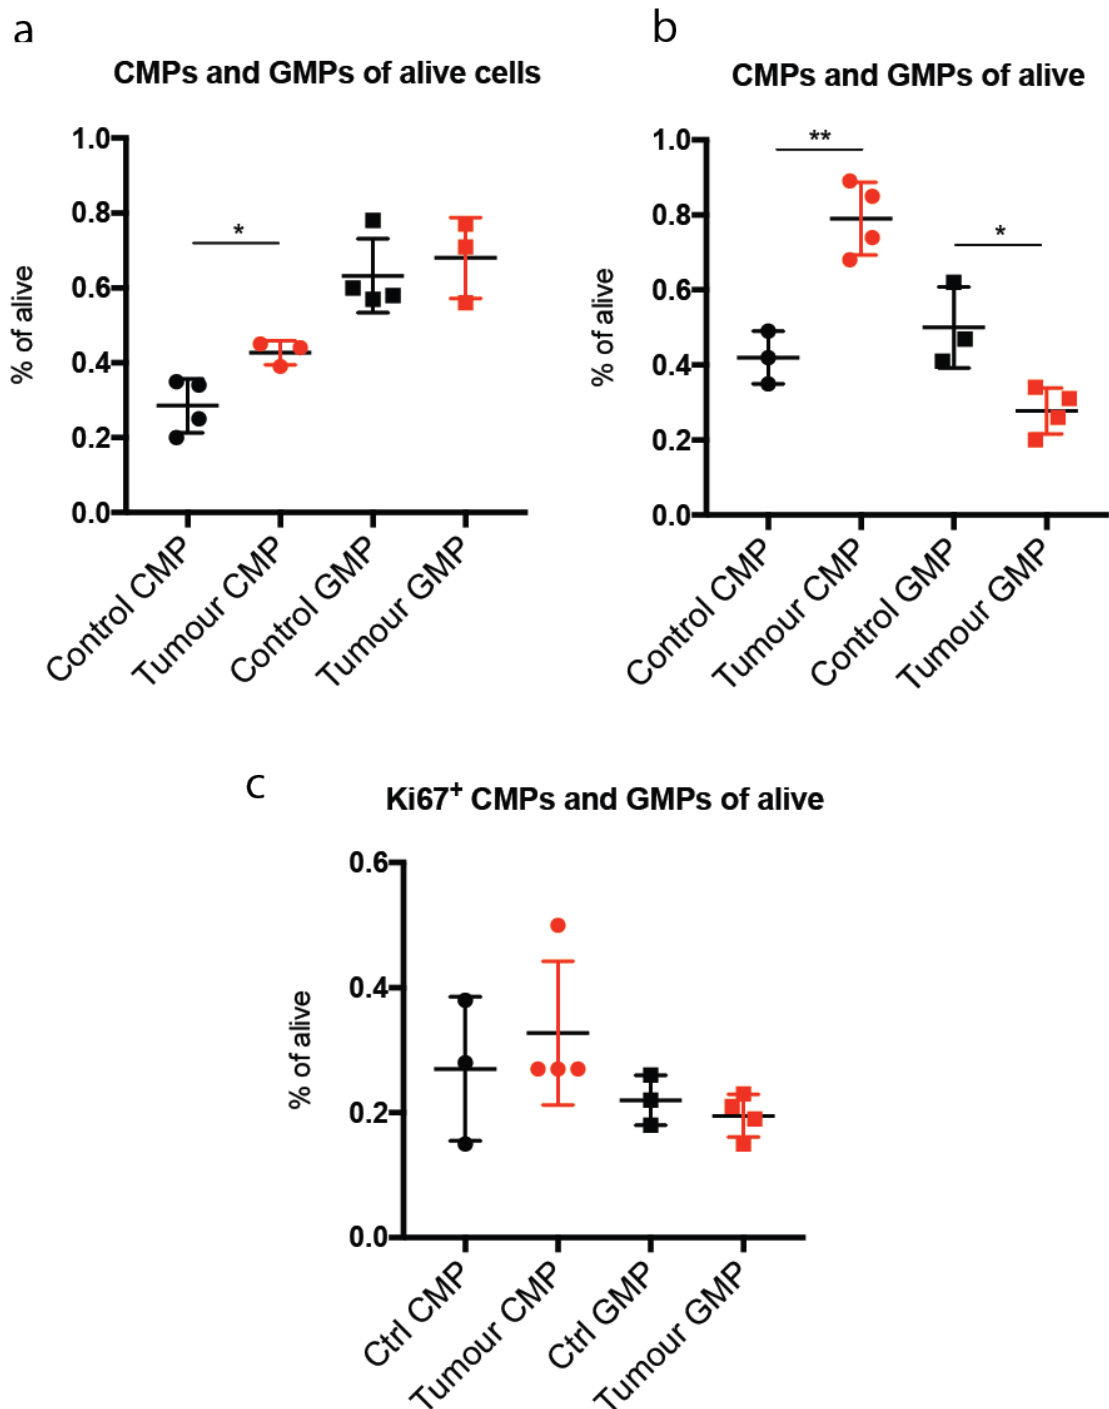 a
CMPs and GMPs of alive cells
1.0
0.8
0.6
0.4
0.2
0.0
% of alive
*
Control CMP
Tumour CMP
Control GMP
Tumour GMP
b
CMPs and GMPs of alive
1.0
0.8
0.6
0.4
0.2
0.0
% of alive
**
*
Control CMP
Tumour CMP
Control GMP
Tumour GMP
c
Ki67⁺ CMPs and GMPs of alive
0.6
0.4
0.2
0.0
% of alive
Ctrl CMP
Tumour CMP
Ctrl GMP
Tumour GMP